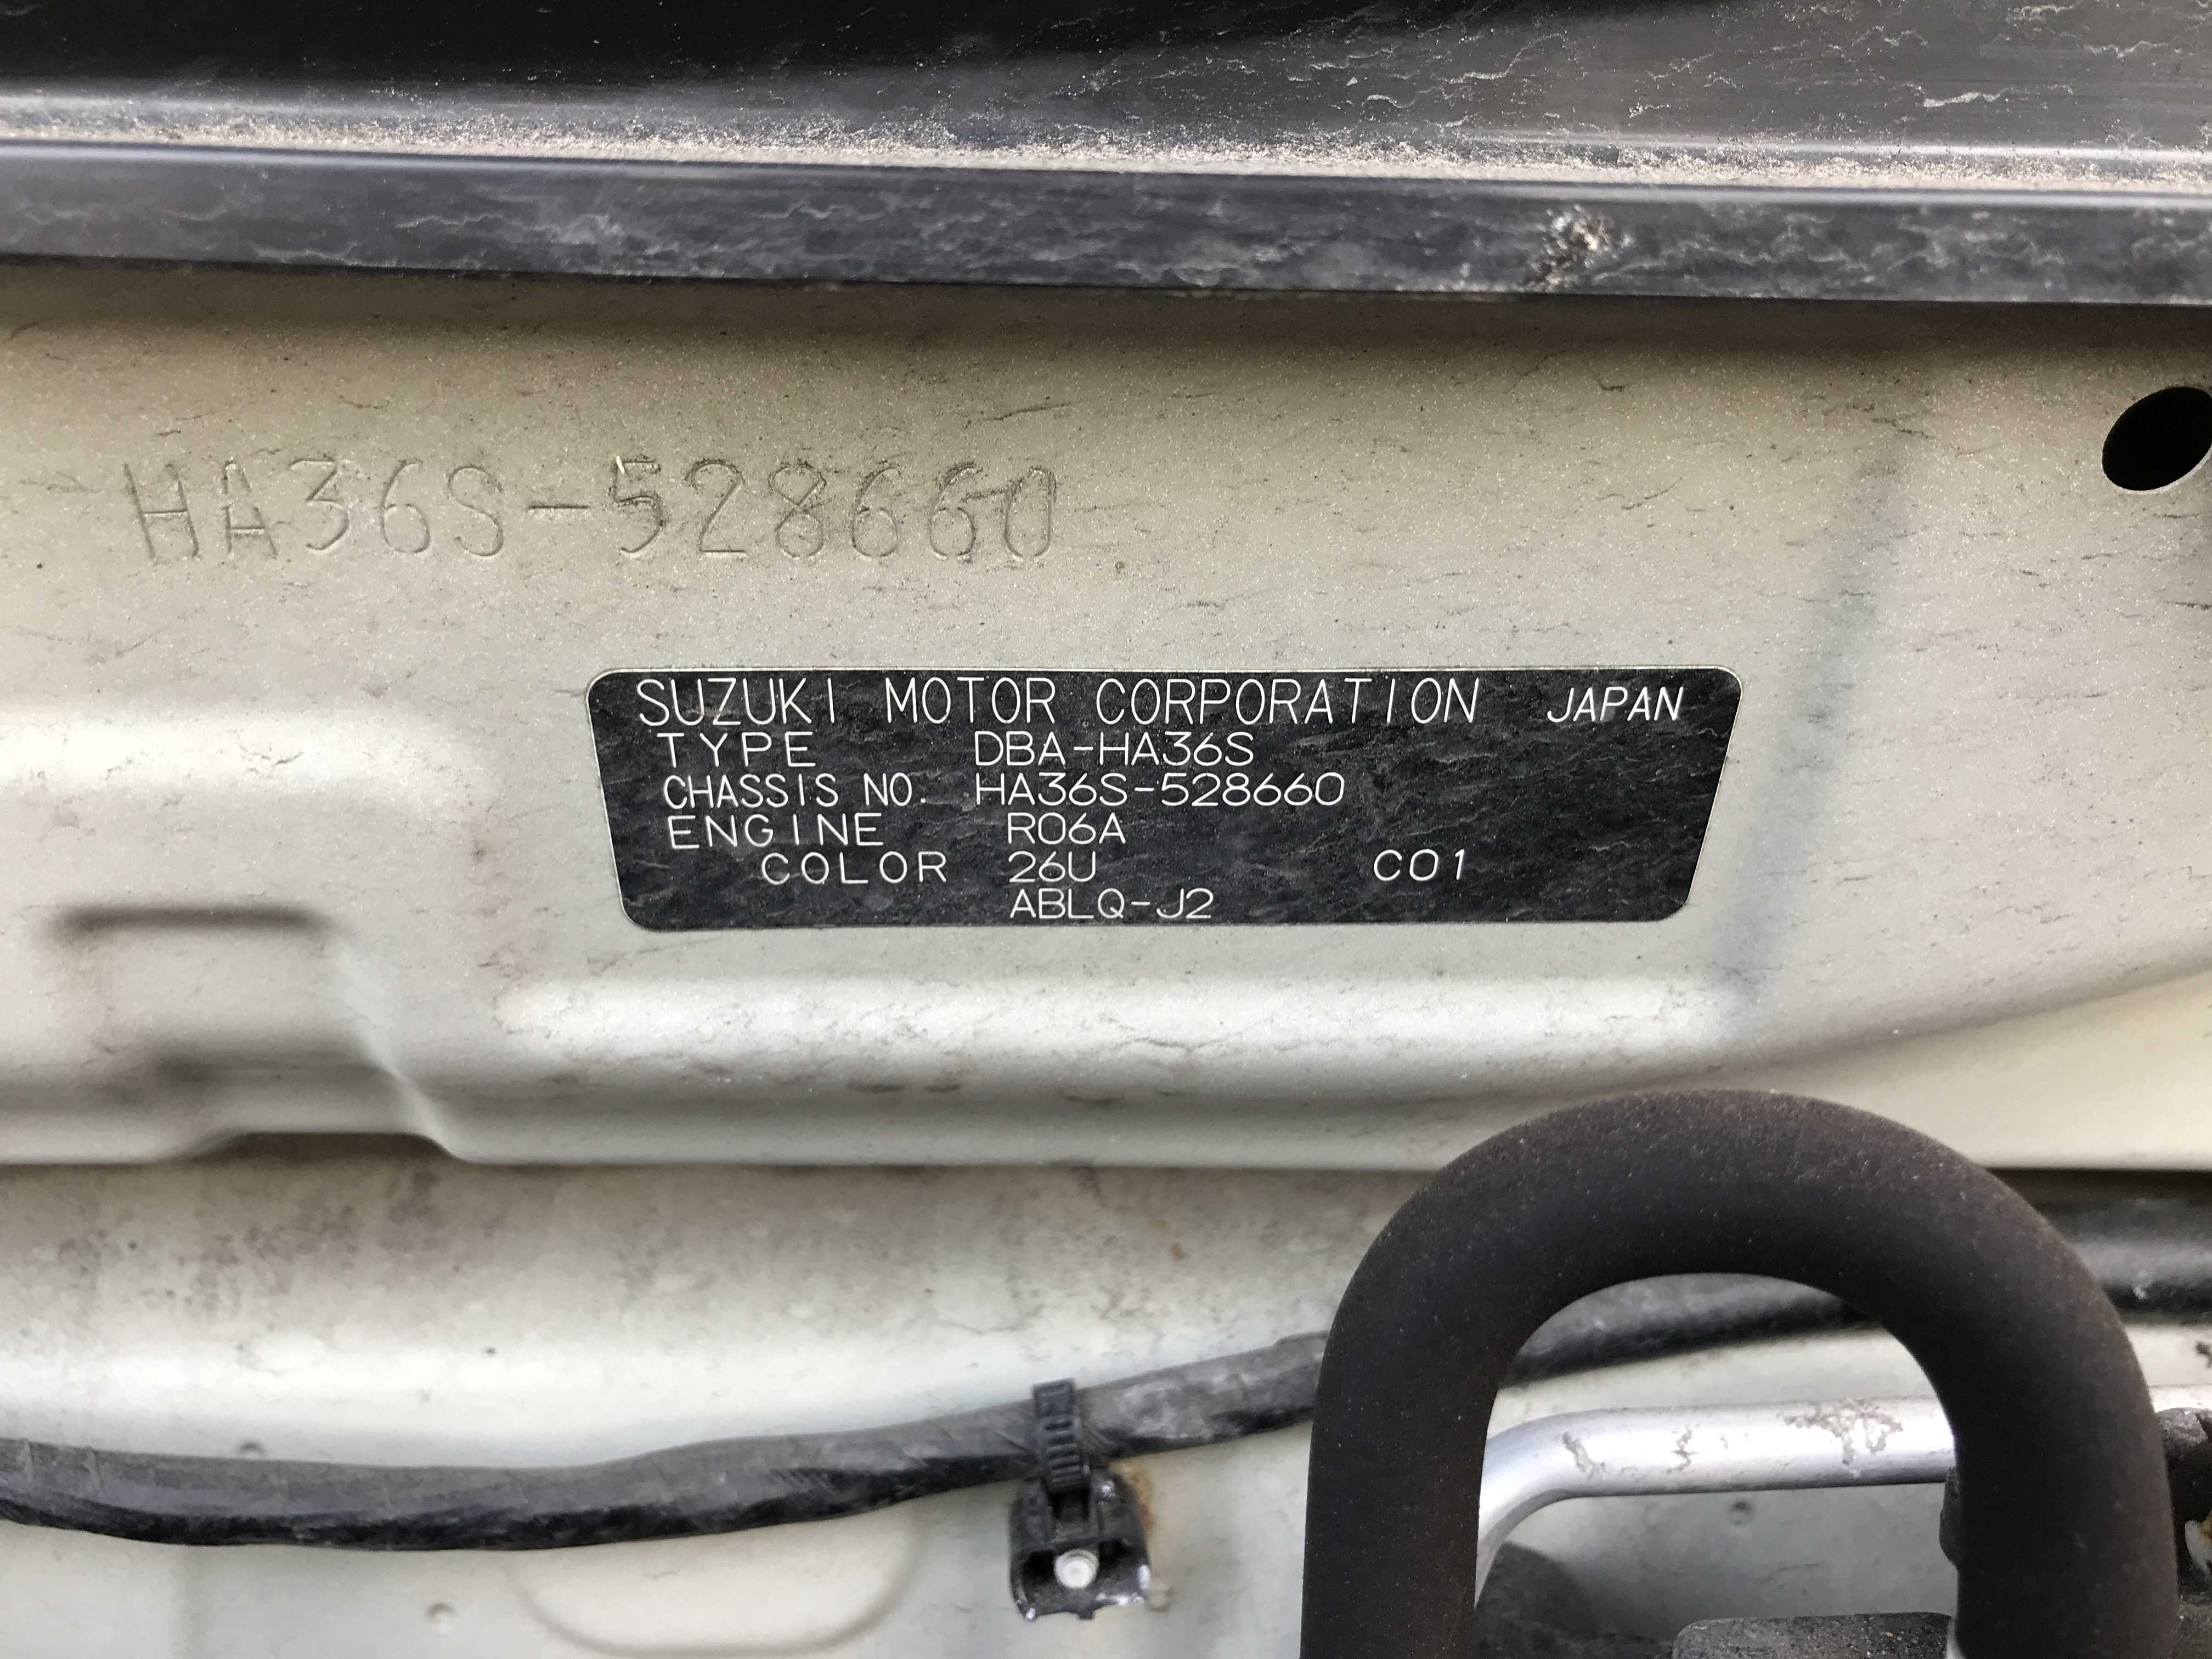 HA36S-528660
SUZUKI MOTOR CORPORATION JAPAN
TYPE DBA-HA36S
CHASSIS NO. HA36S-528660
ENGINE R06A
COLOR 26U C01
ABLQ-J2